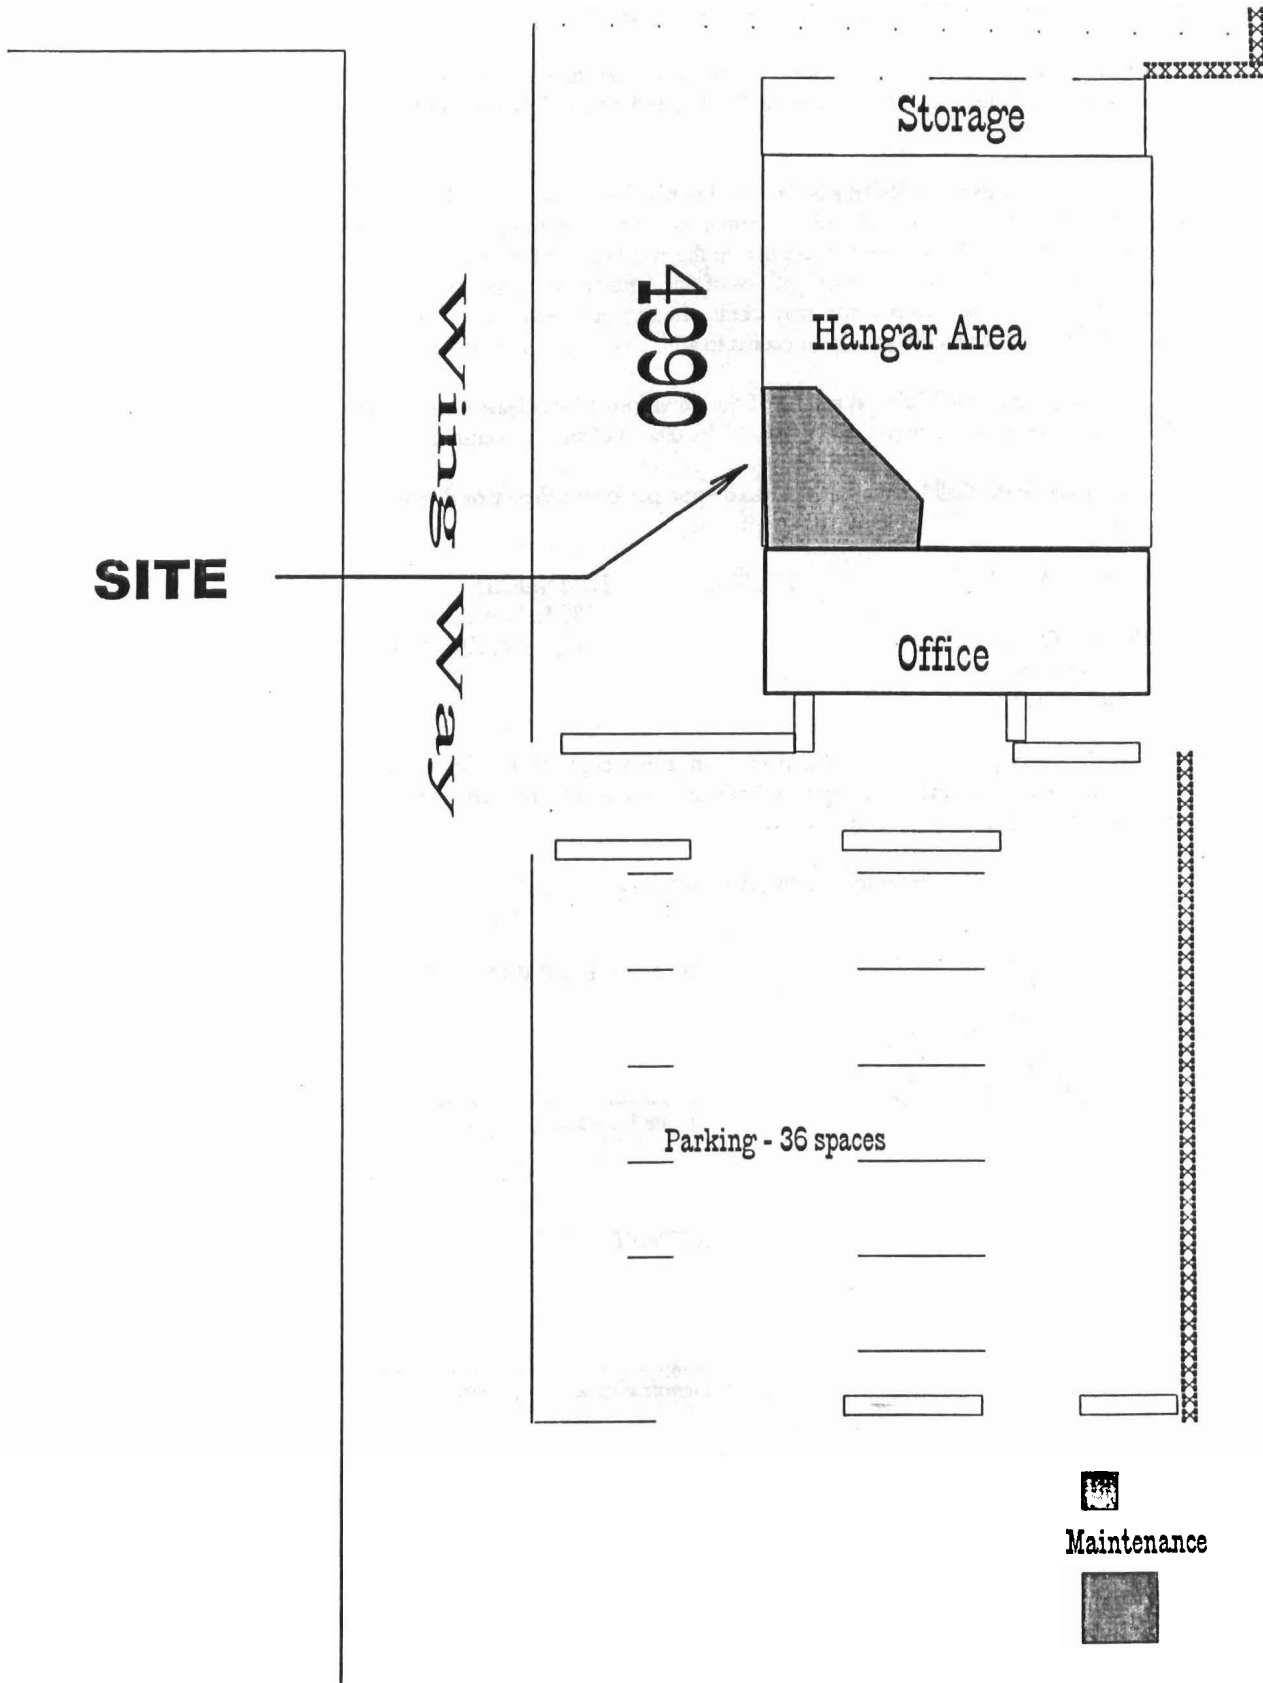 Storage
4990
Hangar Area
Wing Way
SITE
Office
Parking - 36 spaces
Maintenance